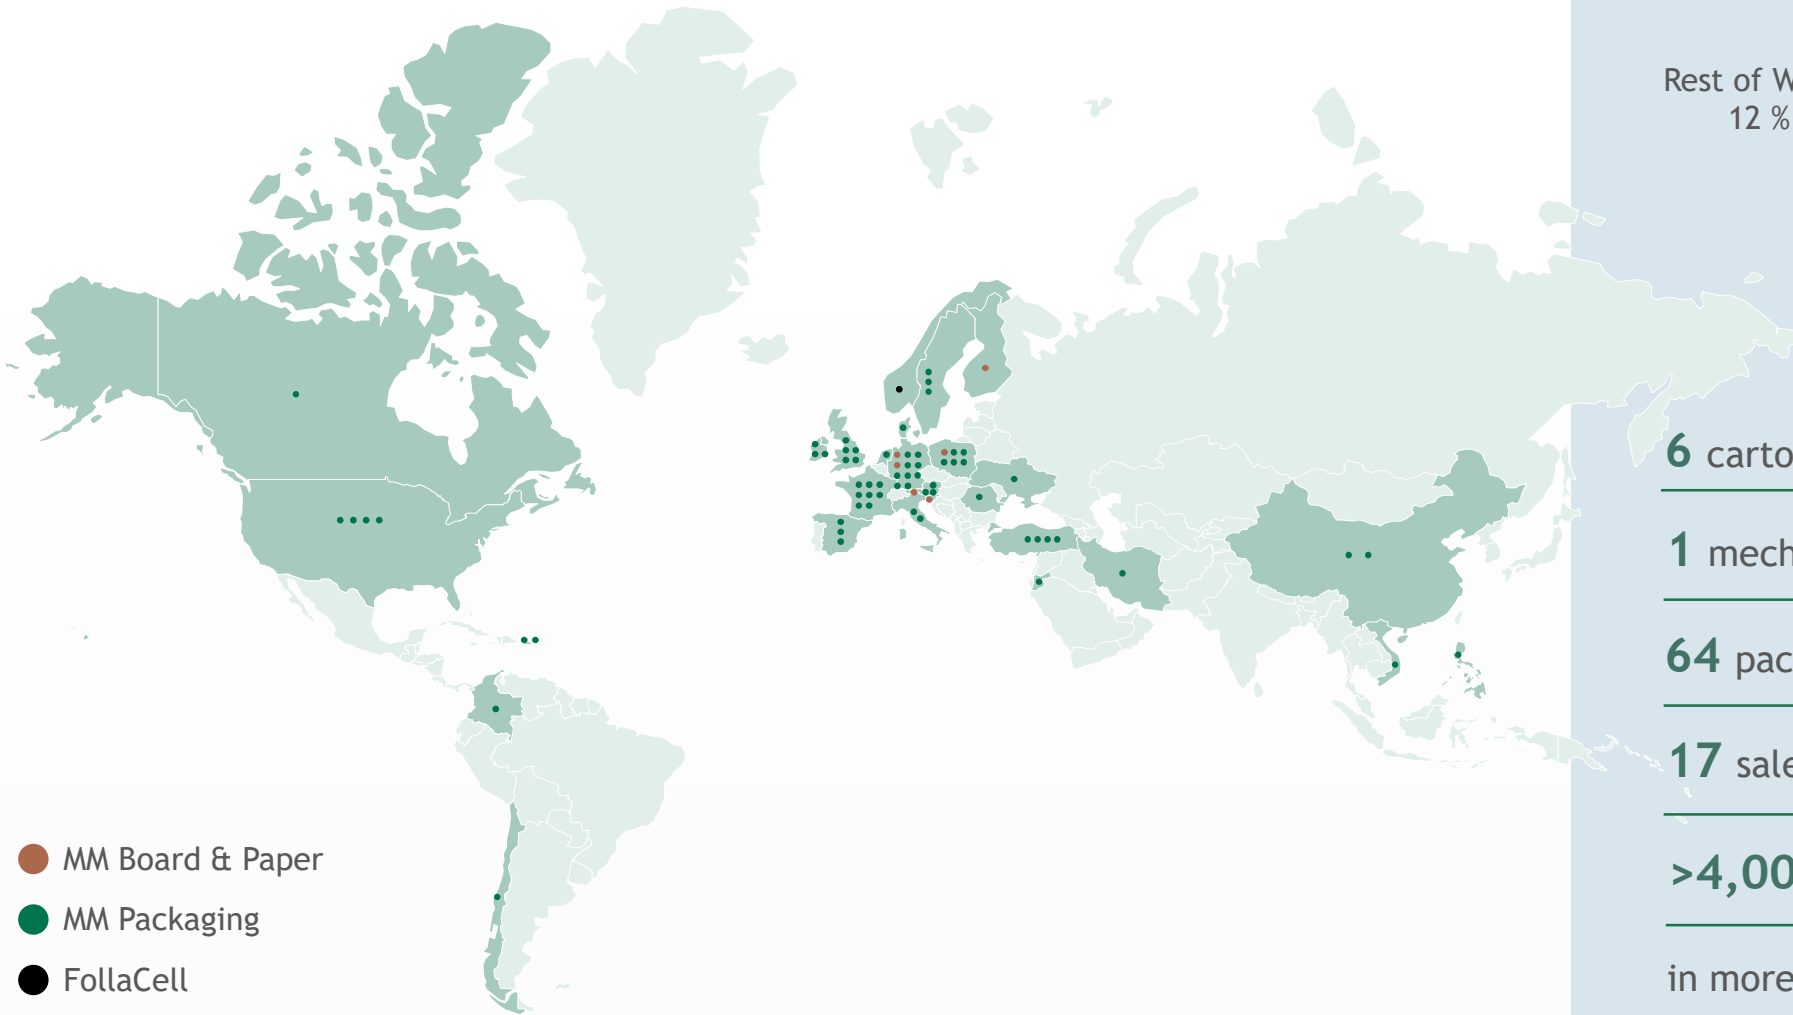 Rest of W
12 %
6 carto
1 mech
64 pac
17 sale
>4,00
in more
MM Board & Paper
MM Packaging
FollaCell